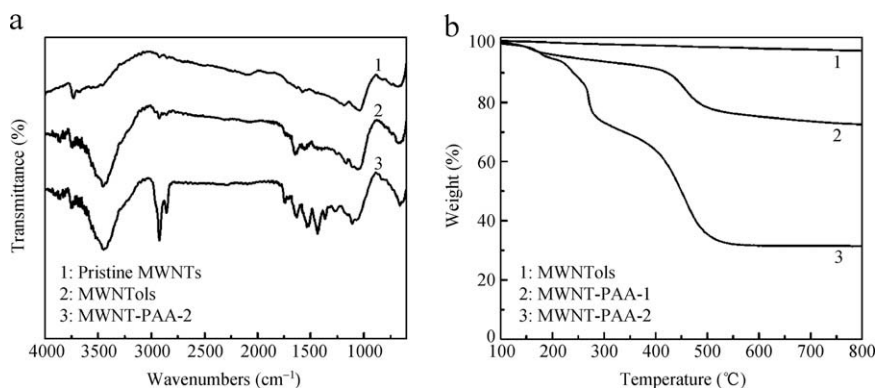 a
Transmittance (%)
1
2
3
1: Pristine MWNTs
2: MWNTols
3: MWNT-PAA-2
4000 3500 3000 2500 2000 1500 1000
Wavenumbers (cm⁻¹)
b
Weight (%)
100
80
60
40
20
0
1
2
3
1: MWNTols
2: MWNT-PAA-1
3: MWNT-PAA-2
100 200 300 400 500 600 700 800
Temperature (℃)